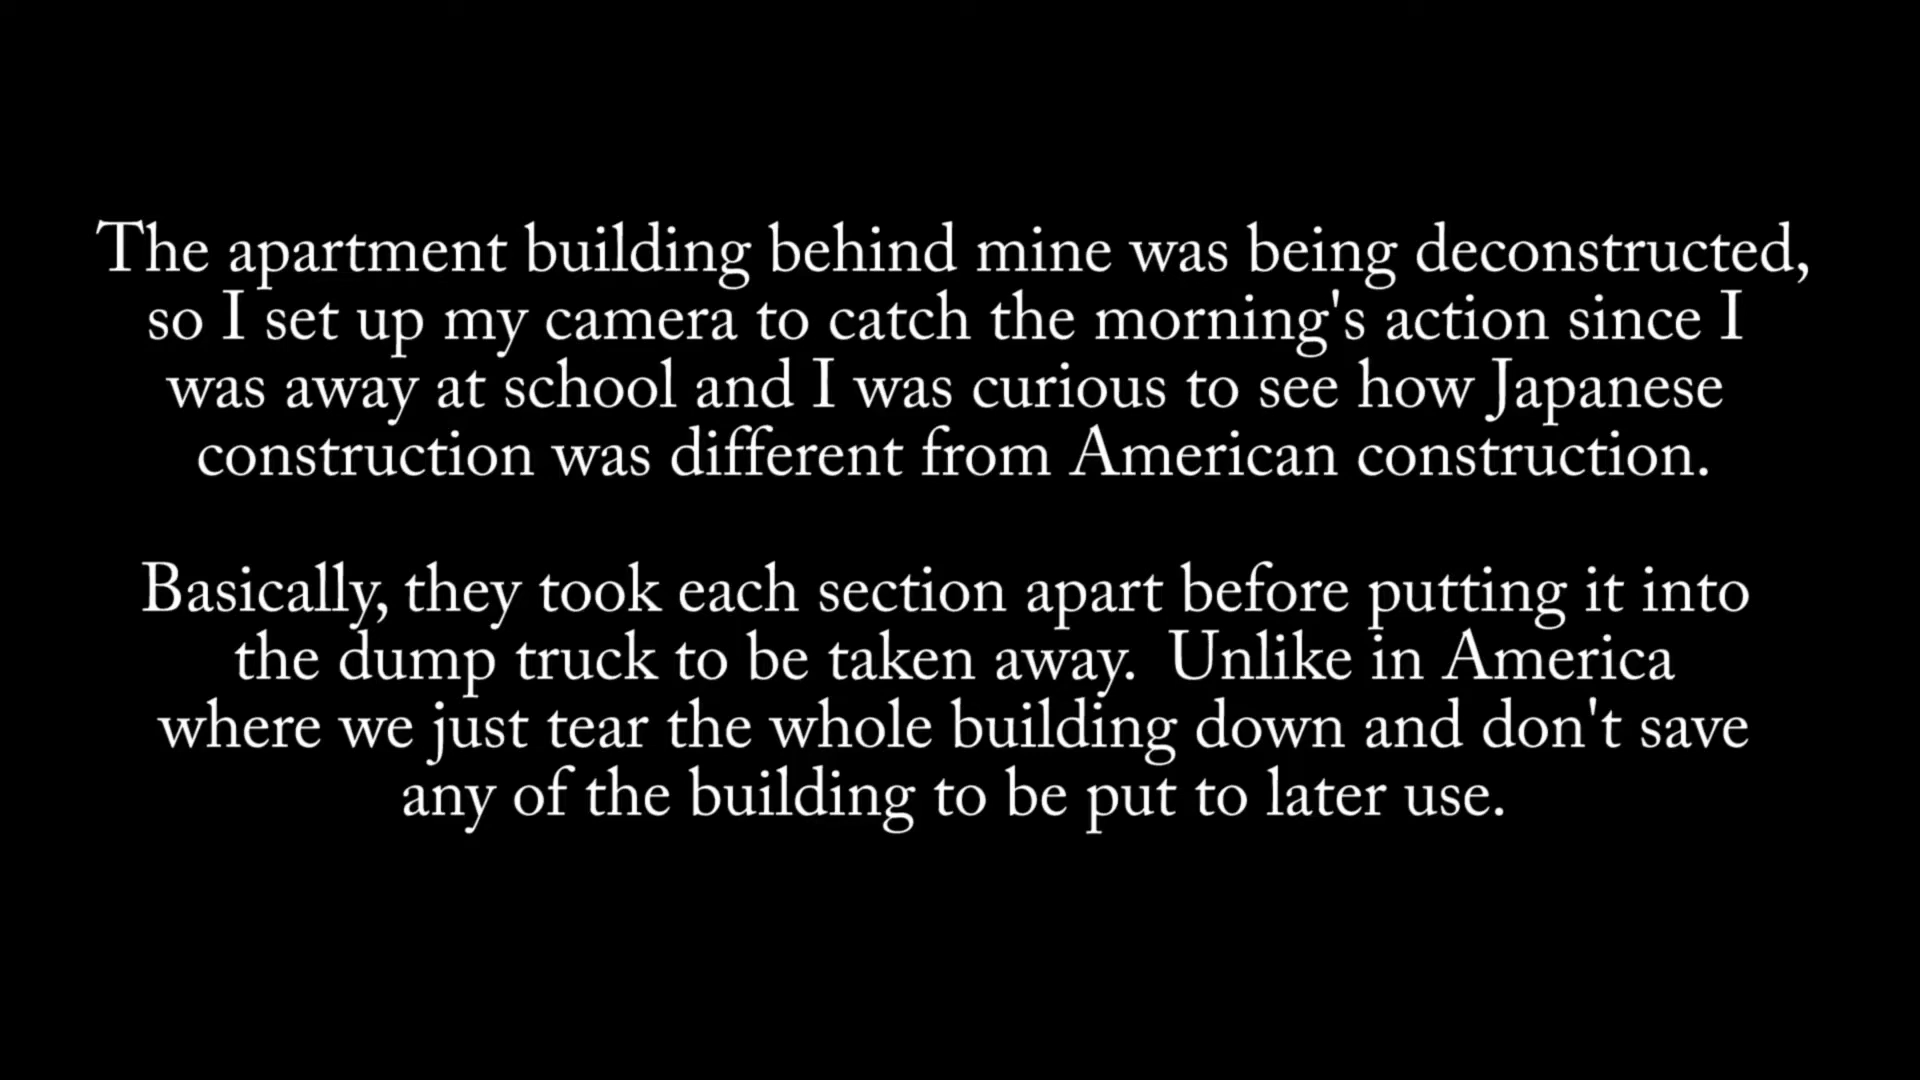 The apartment building behind mine was being deconstructed,
so I set up my camera to catch the morning's action since I
was away at school and I was curious to see how Japanese
construction was different from American construction.
Basically, they took each section apart before putting it into
the dump truck to be taken away.  Unlike in America
where we just tear the whole building down and don't save
any of the building to be put to later use.